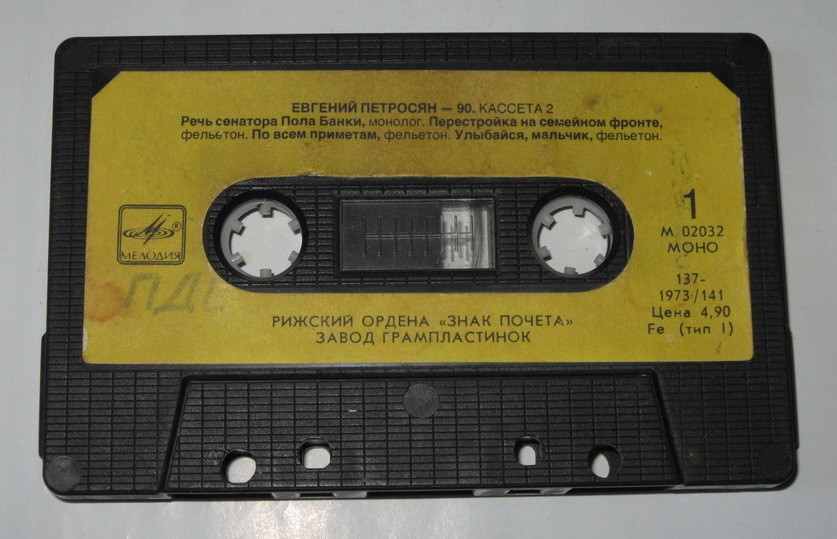 ЕВГЕНИЙ ПЕТРОСЯН — 90. КАССЕТА 2
Речь сенатора Пола Банки, монолог. Перестройка на семейном фронте,
фельетон. По всем приметам, фельетон. Улыбайся, мальчик, фельетон.
1
М 02032
МОНО
® МЕЛОДИЯ
137-
1973/141
Цена 4,90
Fe (тип I)
РИЖСКИЙ ОРДЕНА «ЗНАК ПОЧЕТА»
ЗАВОД ГРАМПЛАСТИНОК